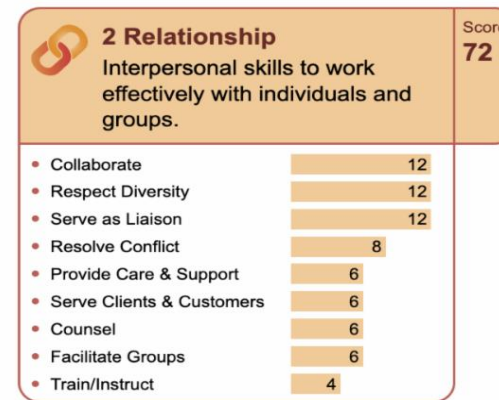 2 Relationship
Interpersonal skills to work
effectively with individuals and
groups.
Score
72
Collaborate 12
Respect Diversity 12
Serve as Liaison 12
Resolve Conflict 8
Provide Care & Support 6
Serve Clients & Customers 6
Counsel 6
Facilitate Groups 6
Train/Instruct 4